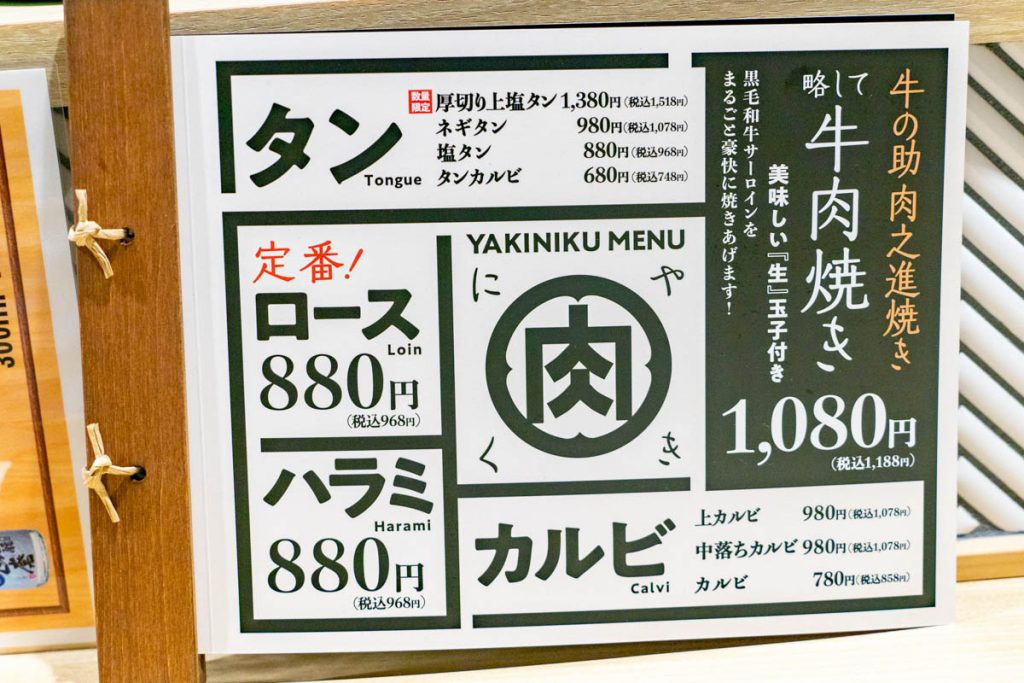 タン
Tongue
数量限定
厚切り上塩タン 1,380円(税込1,518円)
ネギタン 980円(税込1,078円)
塩タン 880円(税込968円)
タンカルビ 680円(税込748円)
定番!
ロース
Loin
880円
(税込968円)
ハラミ
Harami
880円
(税込968円)
YAKINIKU MENU
やきにく
肉
牛の助 肉之進焼き
略して
牛肉焼き
美味しい『生』玉子付き
黒毛和牛サーロインを
まるごと豪快に焼きあげます!
1,080円
(税込1,188円)
カルビ
Calvi
上カルビ 980円(税込1,078円)
中落ちカルビ 980円(税込1,078円)
カルビ 780円(税込858円)
300ml